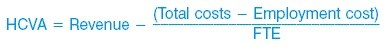 HCVA = Revenue − (Total costs − Employment cost)
FTE